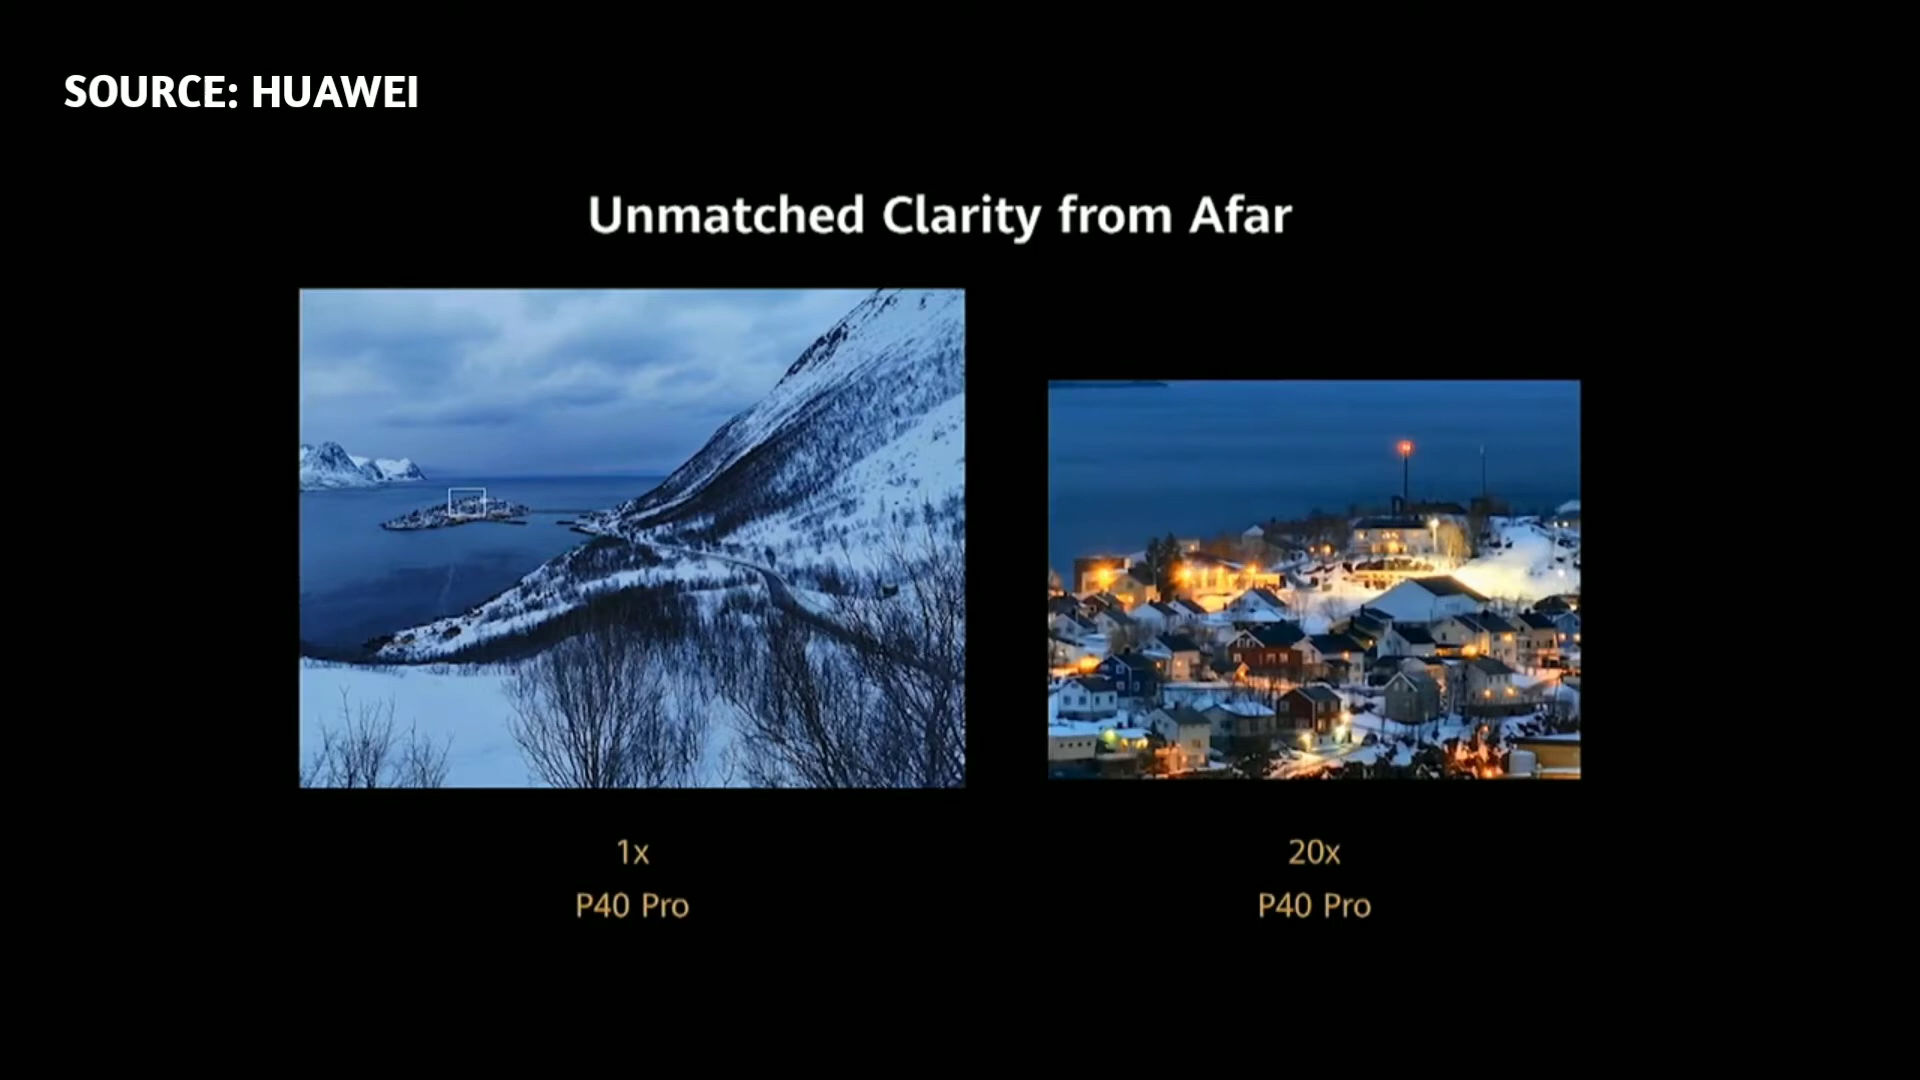 SOURCE: HUAWEI
Unmatched Clarity from Afar
1x
P40 Pro
20x
P40 Pro